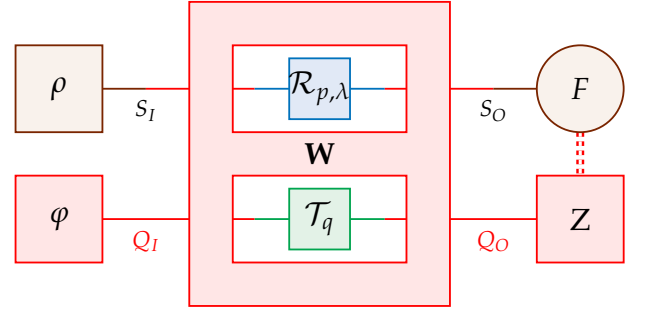 ρ S_I R_{p,λ} S_O F
W
φ Q_I T_q Q_O Z